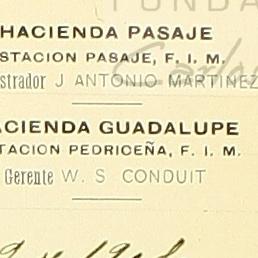 HACIENDA PASAJE
STACION PASAJE, F. I. M.
strador J ANTONIO MARTINEZ
ACIENDA GUADALUPE
TACION PEDRICEÑA, F. I. M.
Gerente W. S CONDUIT